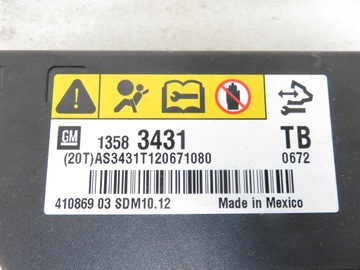 GM 1358 3431 TB
(20T)AS3431T120671080 0672
410869 03 SDM10.12 Made in Mexico